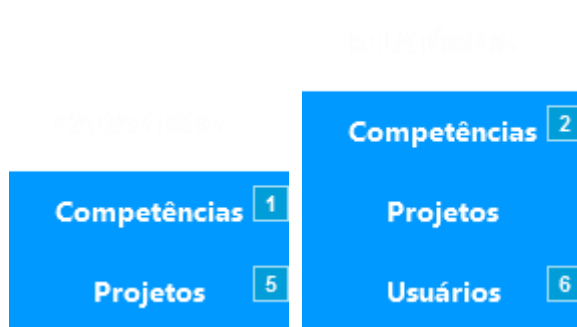 Competências 1
Projetos 5
Competências 2
Projetos
Usuários 6